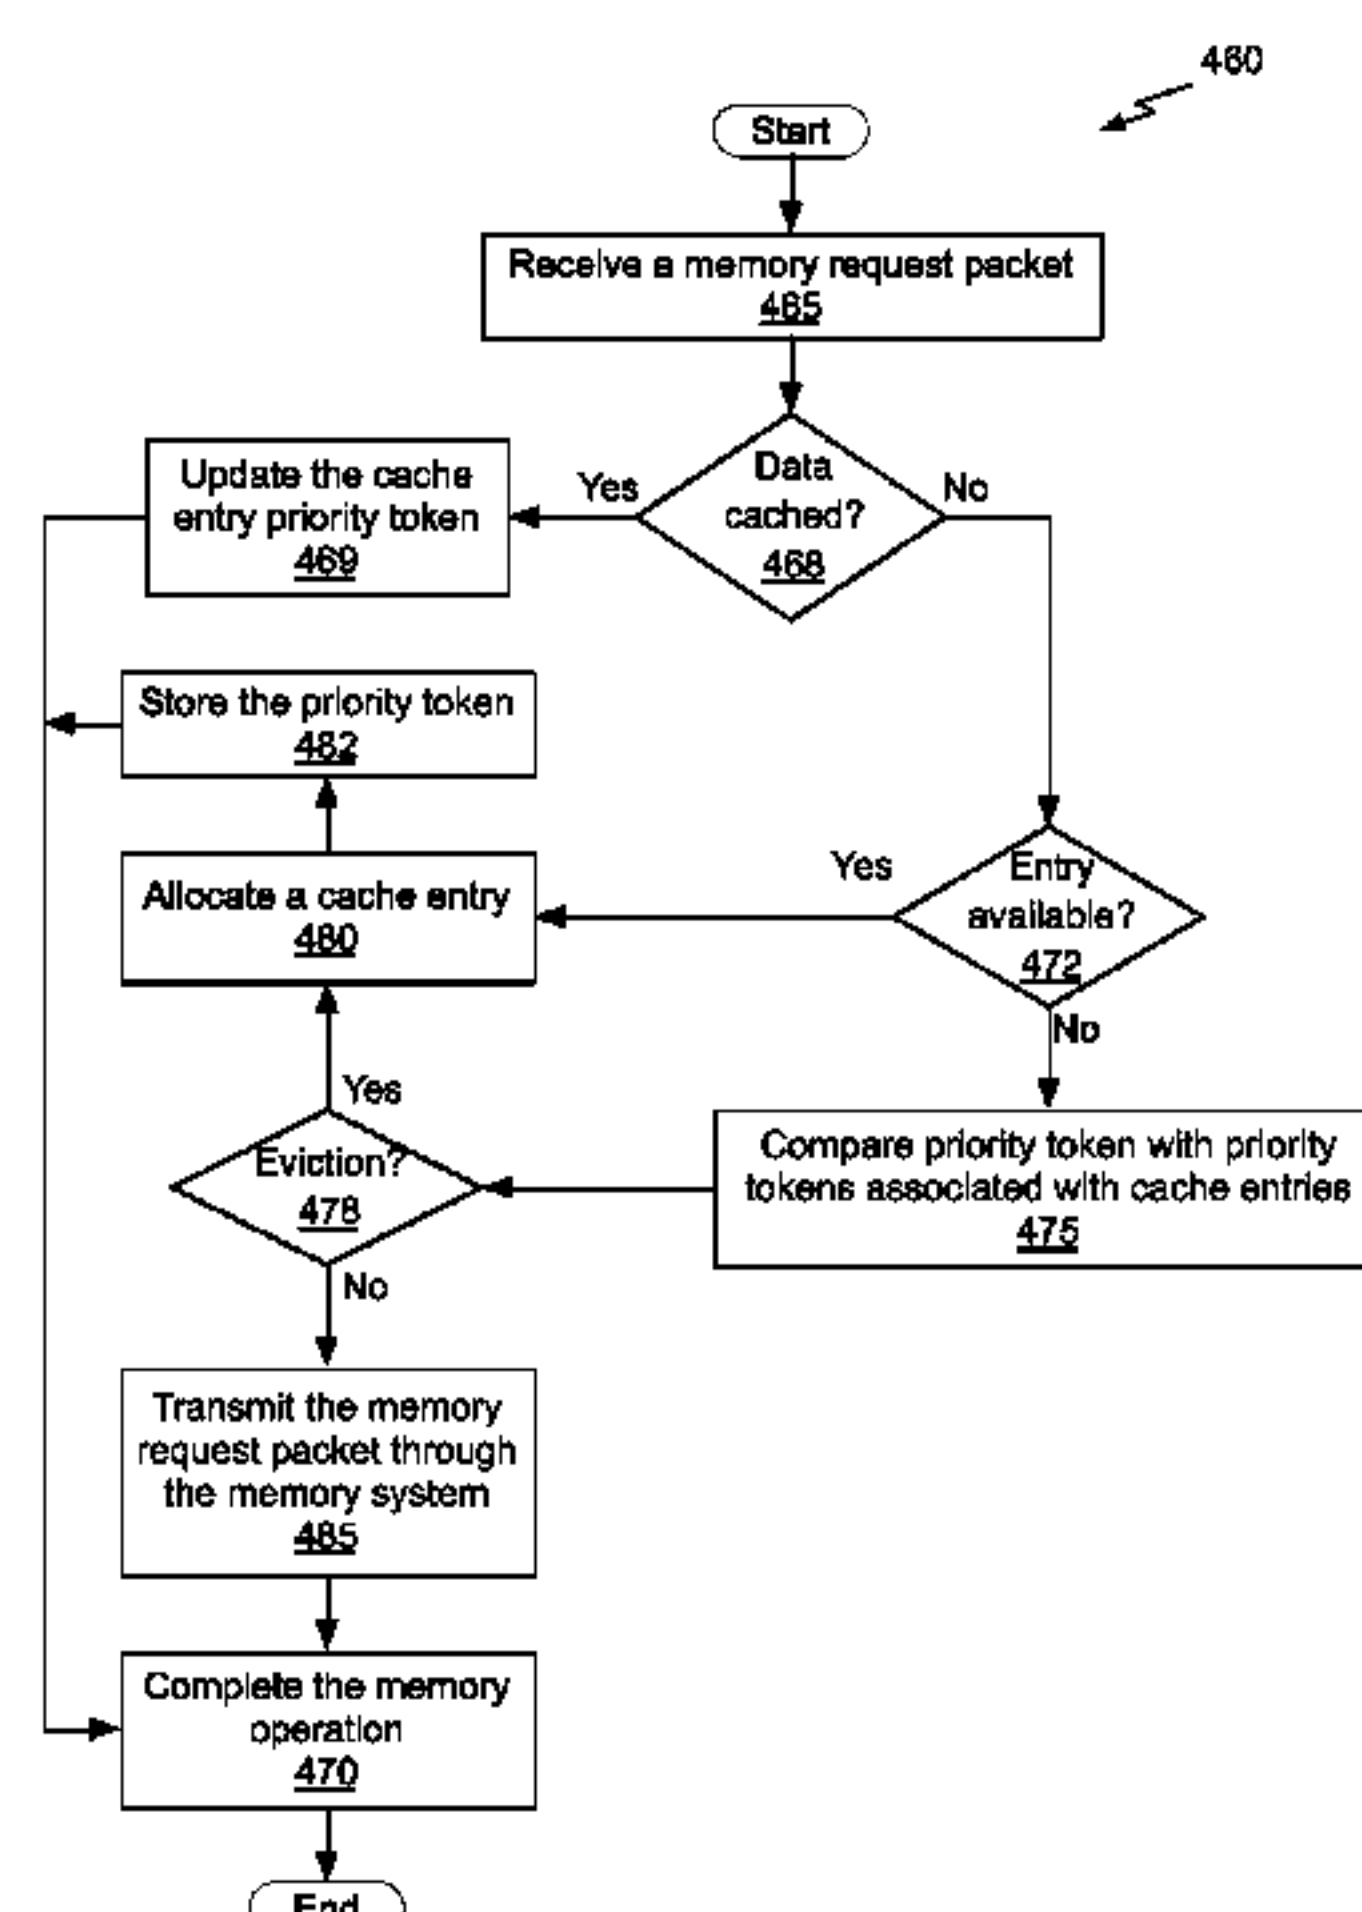 460
Start
Receive a memory request packet
465
Data
cached?
468
Yes
No
Update the cache
entry priority token
469
Store the priority token
482
Allocate a cache entry
480
Yes
Entry
available?
472
No
Yes
Eviction?
478
No
Compare priority token with priority
tokens associated with cache entries
475
Transmit the memory
request packet through
the memory system
485
Complete the memory
operation
470
End